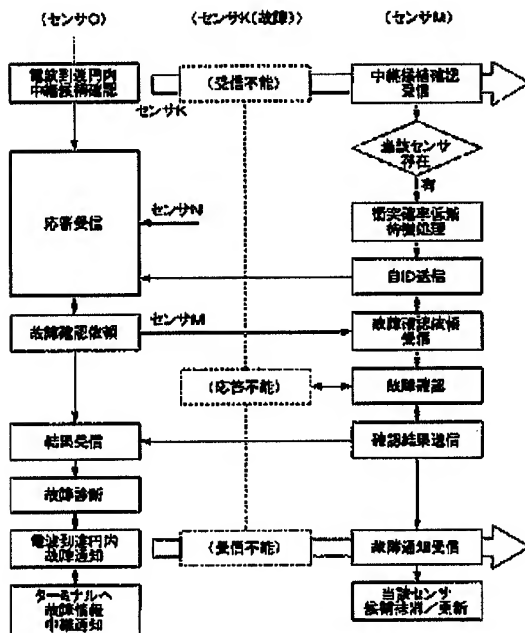 〈センサO〉
〈センサK(故障)〉
〈センサM〉
電波到達円内
中継候補確認
(受信不能)
中継候補確認
受信
センサK
当該センサ
存在
有
応答受信
センサN
衝突確率低減
待機処理
自ID送信
故障確認依頼
センサM
故障確認依頼
受信
(応答不能)
故障確認
結果受信
確認結果送信
故障診断
電波到達円内
故障通知
(受信不能)
故障通知受信
ターミナルへ
故障情報
中継通知
当該センサ
候補抹消/更新